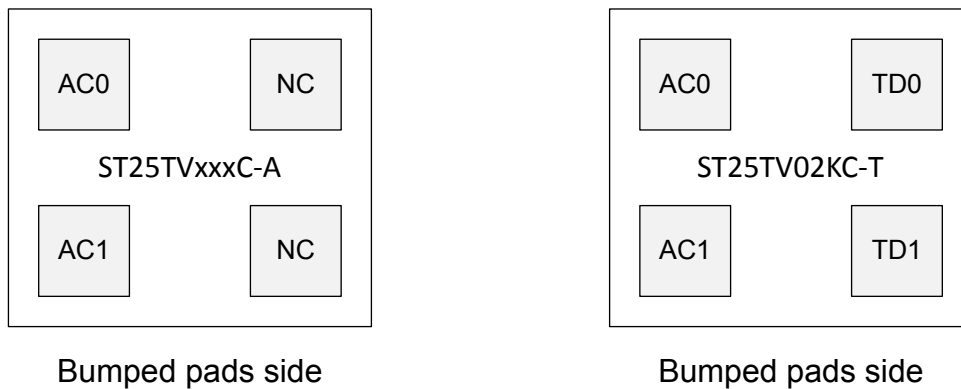 AC0 NC
ST25TVxxxC-A
AC1 NC
Bumped pads side
AC0 TD0
ST25TV02KC-T
AC1 TD1
Bumped pads side